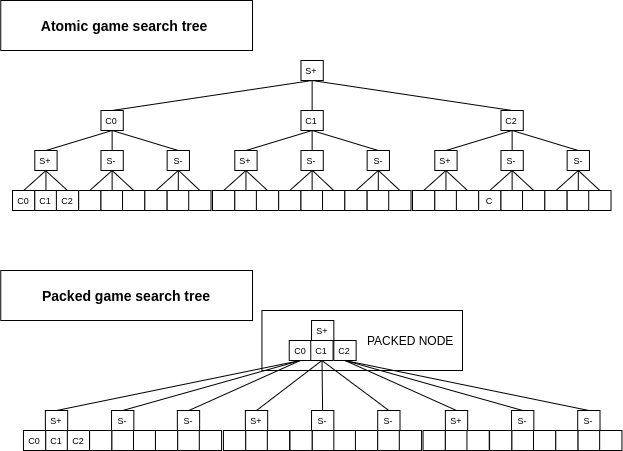 Atomic game search tree
S+
C0 C1 C2
S+ S- S- S+ S- S- S+ S- S-
C0 C1 C2 C
Packed game search tree
S+
C0 C1 C2 PACKED NODE
S+ S- S- S+ S- S- S+ S- S-
C0 C1 C2